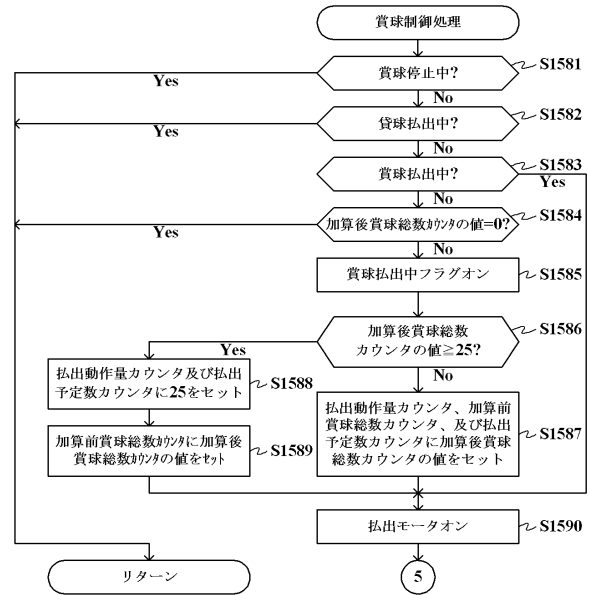 賞球制御処理
賞球停止中?
S1581
Yes
No
貸球払出中?
S1582
Yes
No
賞球払出中?
S1583
Yes
No
加算後賞球総数ｶｳﾝﾀの値=0?
S1584
Yes
No
賞球払出中フラグオン
S1585
加算後賞球総数
カウンタの値≧25?
S1586
Yes
No
払出動作量カウンタ及び払出
予定数カウンタに25をセット
S1588
払出動作量カウンタ、加算前
賞球総数カウンタ、及び払出
予定数カウンタに加算後賞球
総数カウンタの値をセット
S1587
加算前賞球総数ｶｳﾝﾀに加算後
賞球総数ｶｳﾝﾀの値をｾｯﾄ
S1589
払出モータオン
S1590
リターン
5